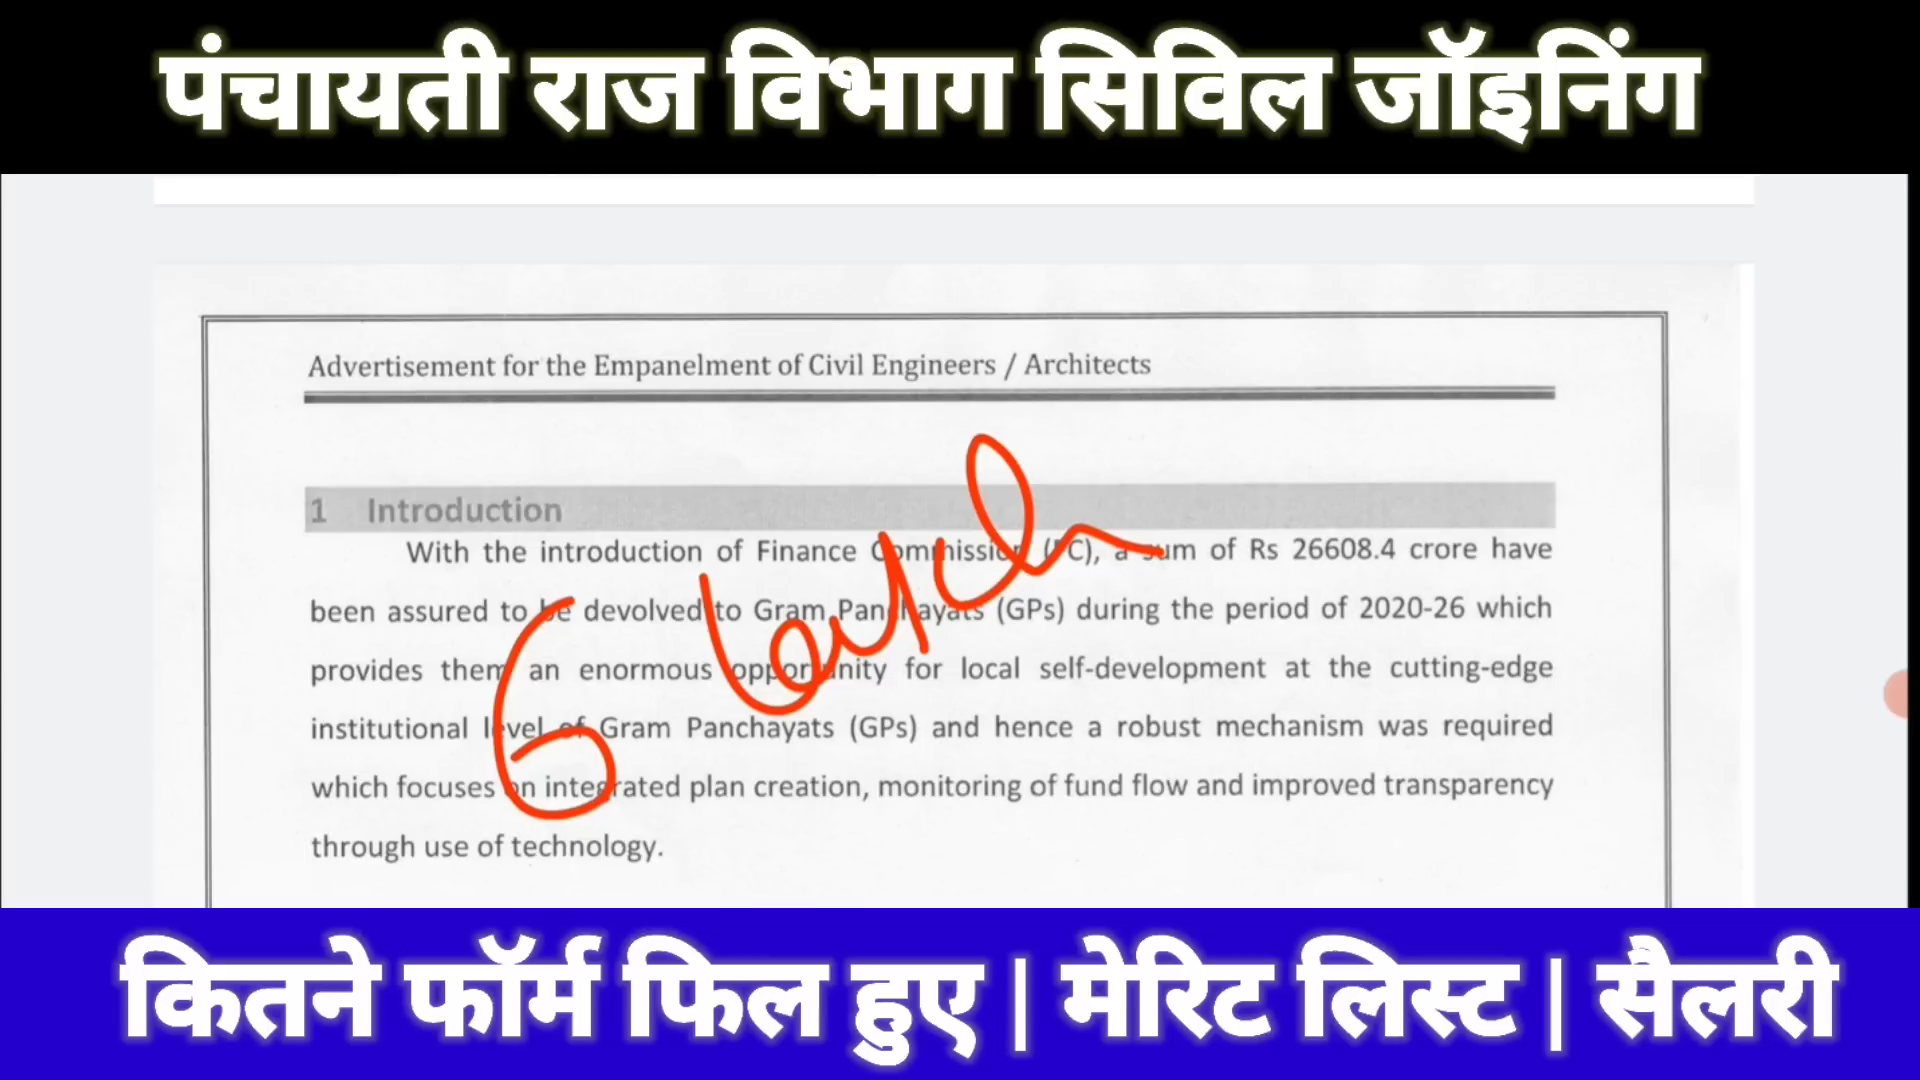 पंचायती राज विभाग सिविल जॉइनिंग
Advertisement for the Empanelment of Civil Engineers / Architects
1 Introduction
With the introduction of Finance Commission (FC), a sum of Rs 26608.4 crore have
been assured to be devolved to Gram Panchayats (GPs) during the period of 2020-26 which
provides them an enormous opportunity for local self-development at the cutting-edge
institutional level of Gram Panchayats (GPs) and hence a robust mechanism was required
which focuses on integrated plan creation, monitoring of fund flow and improved transparency
through use of technology.
6
कितने फॉर्म फिल हुए | मेरिट लिस्ट | सैलरी